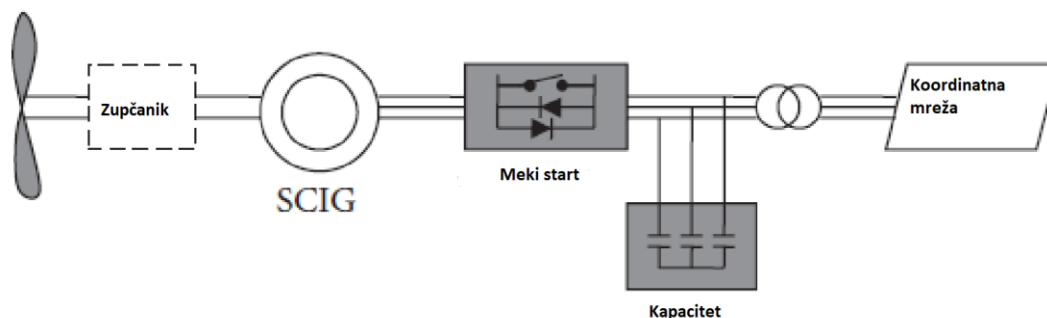 Zupčanik
SCIG
Meki start
Kapacitet
Koordinatna
mreža